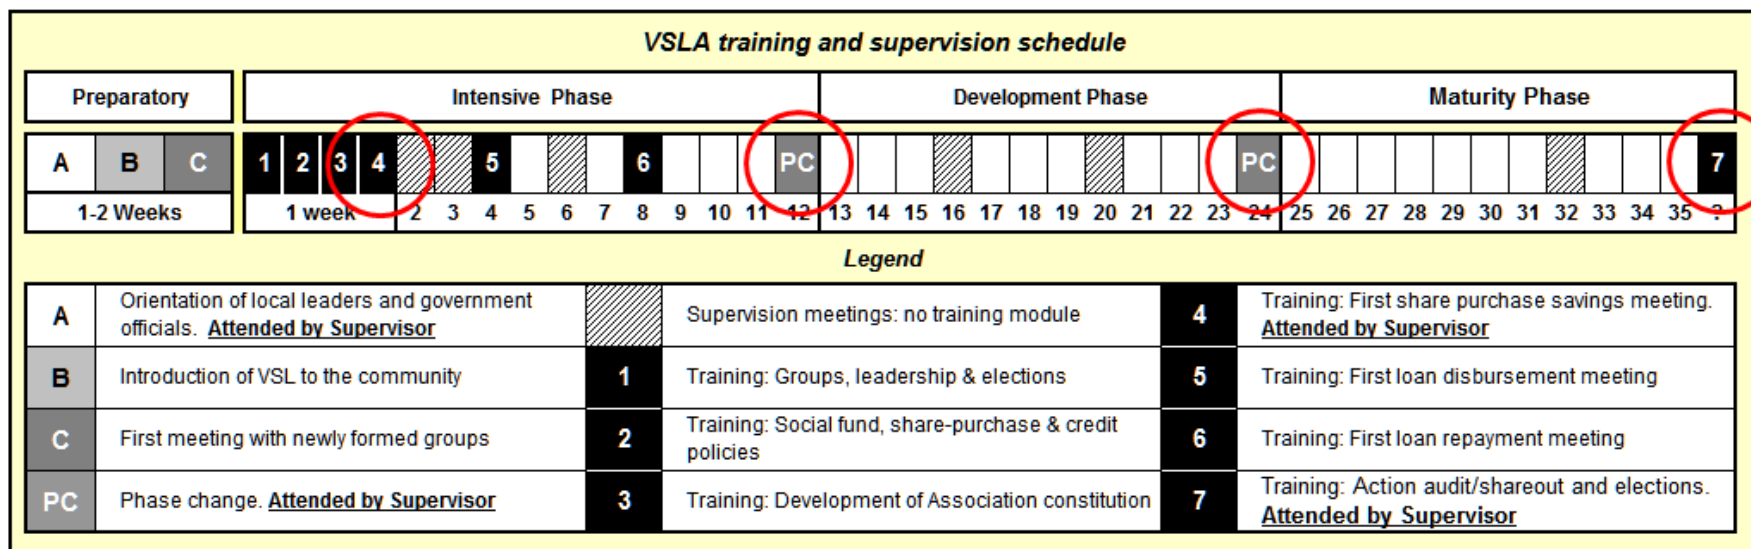 VSLA training and supervision schedule
Preparatory Intensive Phase Development Phase Maturity Phase
A B C 1 2 3 4 5 6 PC PC 7
1-2 Weeks 1 week 2 3 4 5 6 7 8 9 10 11 12 13 14 15 16 17 18 19 20 21 22 23 24 25 26 27 28 29 30 31 32 33 34 35 ?
Legend
A Orientation of local leaders and government
officials. Attended by Supervisor
Supervision meetings: no training module
4 Training: First share purchase savings meeting.
Attended by Supervisor
B Introduction of VSL to the community
1 Training: Groups, leadership & elections
5 Training: First loan disbursement meeting
C First meeting with newly formed groups
2 Training: Social fund, share-purchase & credit
policies
6 Training: First loan repayment meeting
PC Phase change. Attended by Supervisor
3 Training: Development of Association constitution
7 Training: Action audit/shareout and elections.
Attended by Supervisor